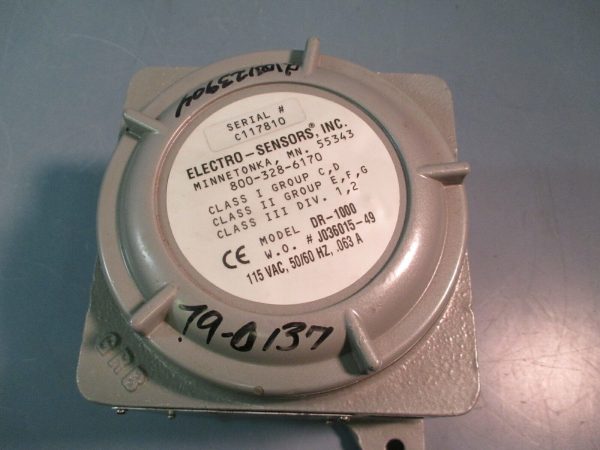 SERIAL #
C117810
ELECTRO-SENSORS®, INC.
MINNETONKA, MN. 55343
800-328-6170
CLASS I GROUP C,D
CLASS II GROUP E,F,G
CLASS III DIV. 1,2
MODEL DR-1000
W.O. # J036015-49
CE 115 VAC, 50/60 HZ, .063 A
79-0137